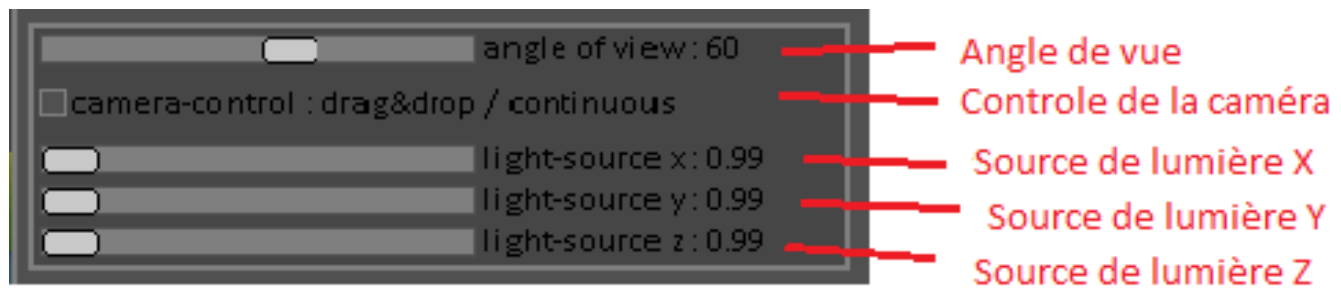 angle of view: 60 Angle de vue
camera-control : drag&drop / continuous Controle de la caméra
light-source x: 0.99 Source de lumière X
light-source y: 0.99 Source de lumière Y
light-source z: 0.99 Source de lumière Z